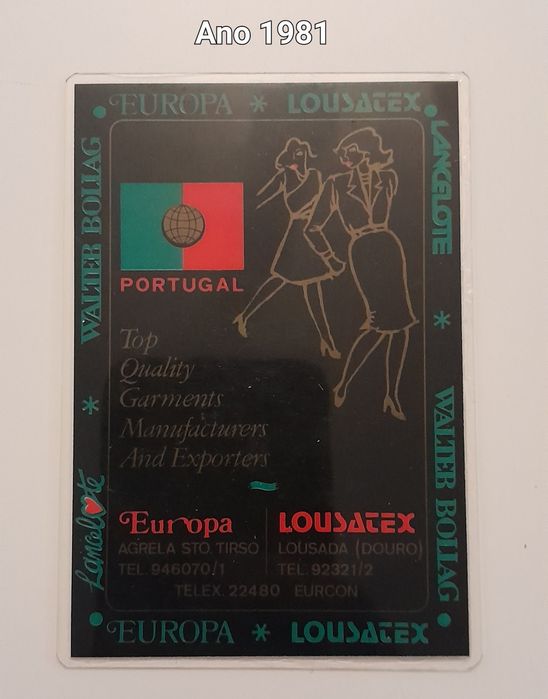 Ano 1981
EUROPA * LOUSATEX
LANCELOTE * WALTER BOLLAG
WALTER BOLLAG * Lancelote
PORTUGAL
Top
Quality
Garments
Manufacturers
And Exporters
Europa
AGRELA STO. TIRSO
TEL. 946070/1
LOUSATEX
LOUSADA (DOURO)
TEL. 92321/2
TELEX. 22480 EURCON
EUROPA * LOUSATEX